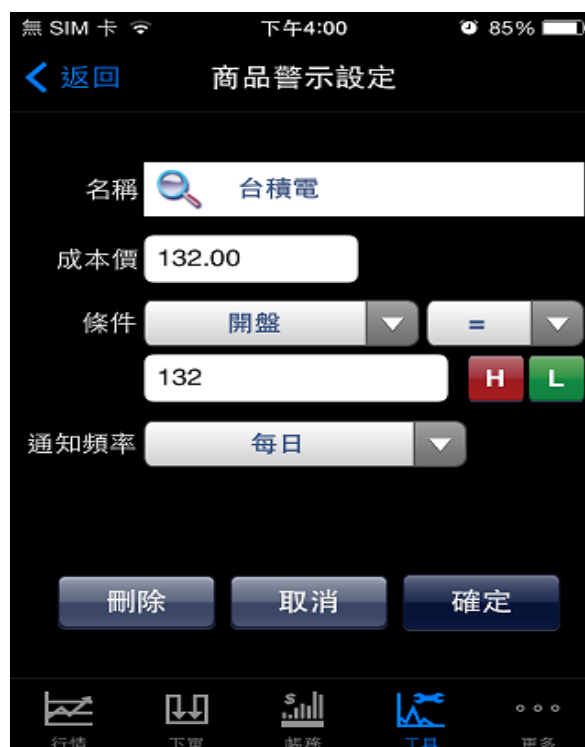 無 SIM 卡 下午4:00 85%
返回 商品警示設定
名稱 台積電
成本價 132.00
條件 開盤 =
132 H L
通知頻率 每日
刪除 取消 確定
行情 下單 帳務 工具 更多